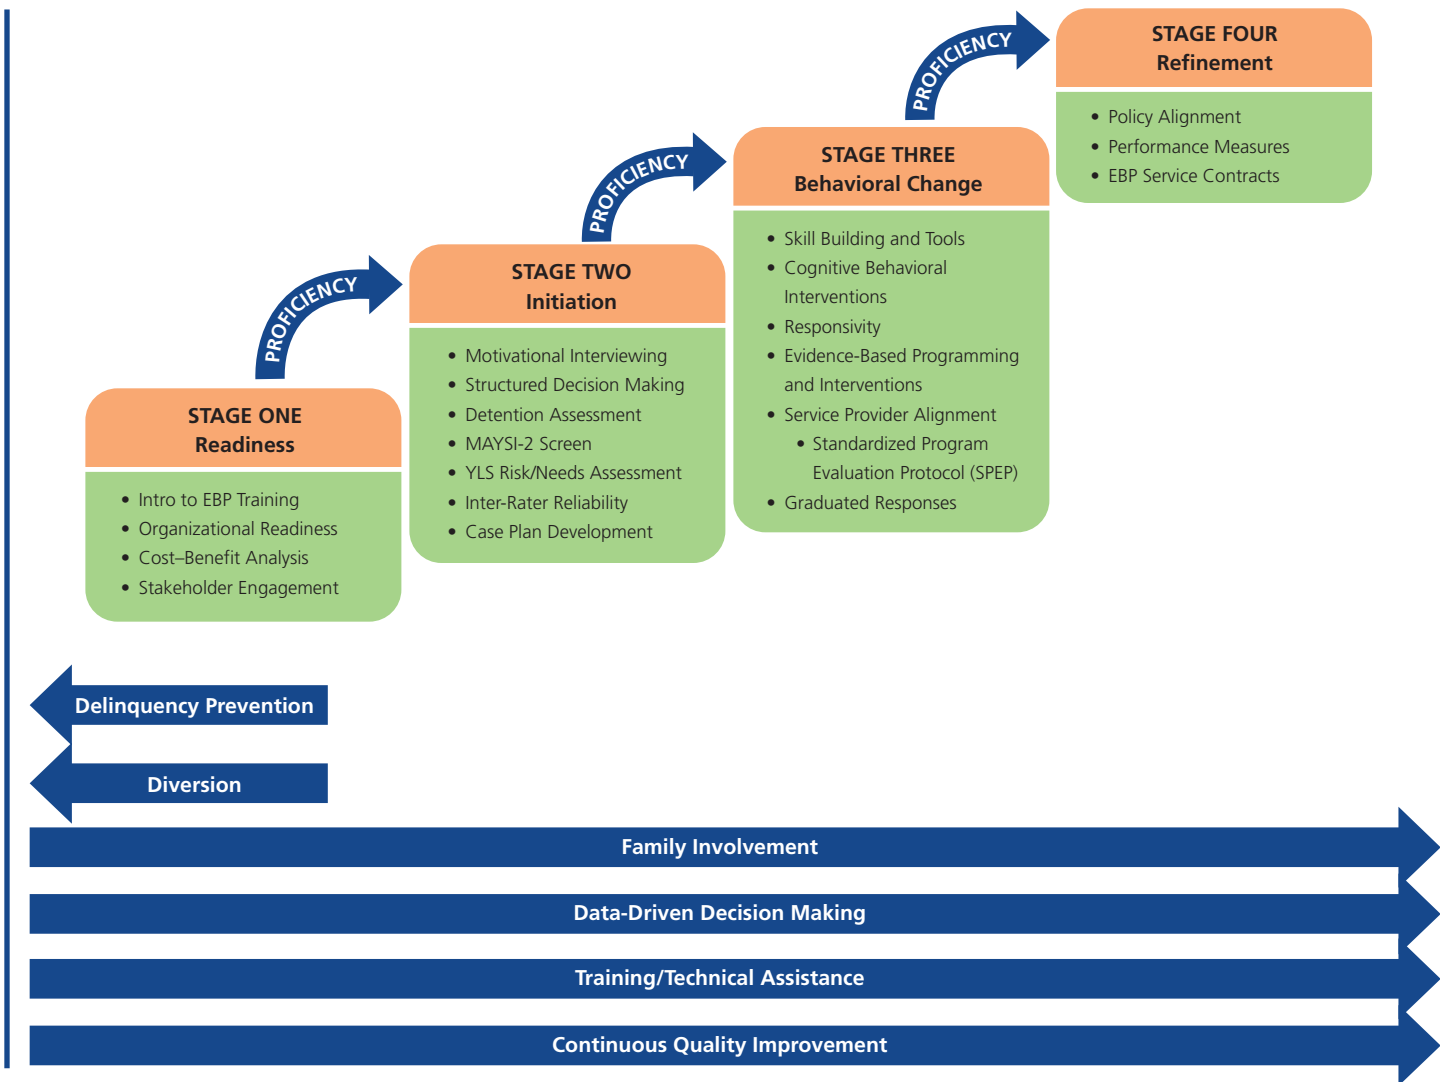 STAGE ONE
Readiness
• Intro to EBP Training
• Organizational Readiness
• Cost–Benefit Analysis
• Stakeholder Engagement
PROFICIENCY
STAGE TWO
Initiation
• Motivational Interviewing
• Structured Decision Making
• Detention Assessment
• MAYSI-2 Screen
• YLS Risk/Needs Assessment
• Inter-Rater Reliability
• Case Plan Development
PROFICIENCY
STAGE THREE
Behavioral Change
• Skill Building and Tools
• Cognitive Behavioral
Interventions
• Responsivity
• Evidence-Based Programming
and Interventions
• Service Provider Alignment
• Standardized Program
Evaluation Protocol (SPEP)
• Graduated Responses
PROFICIENCY
STAGE FOUR
Refinement
• Policy Alignment
• Performance Measures
• EBP Service Contracts
Delinquency Prevention
Diversion
Family Involvement
Data-Driven Decision Making
Training/Technical Assistance
Continuous Quality Improvement